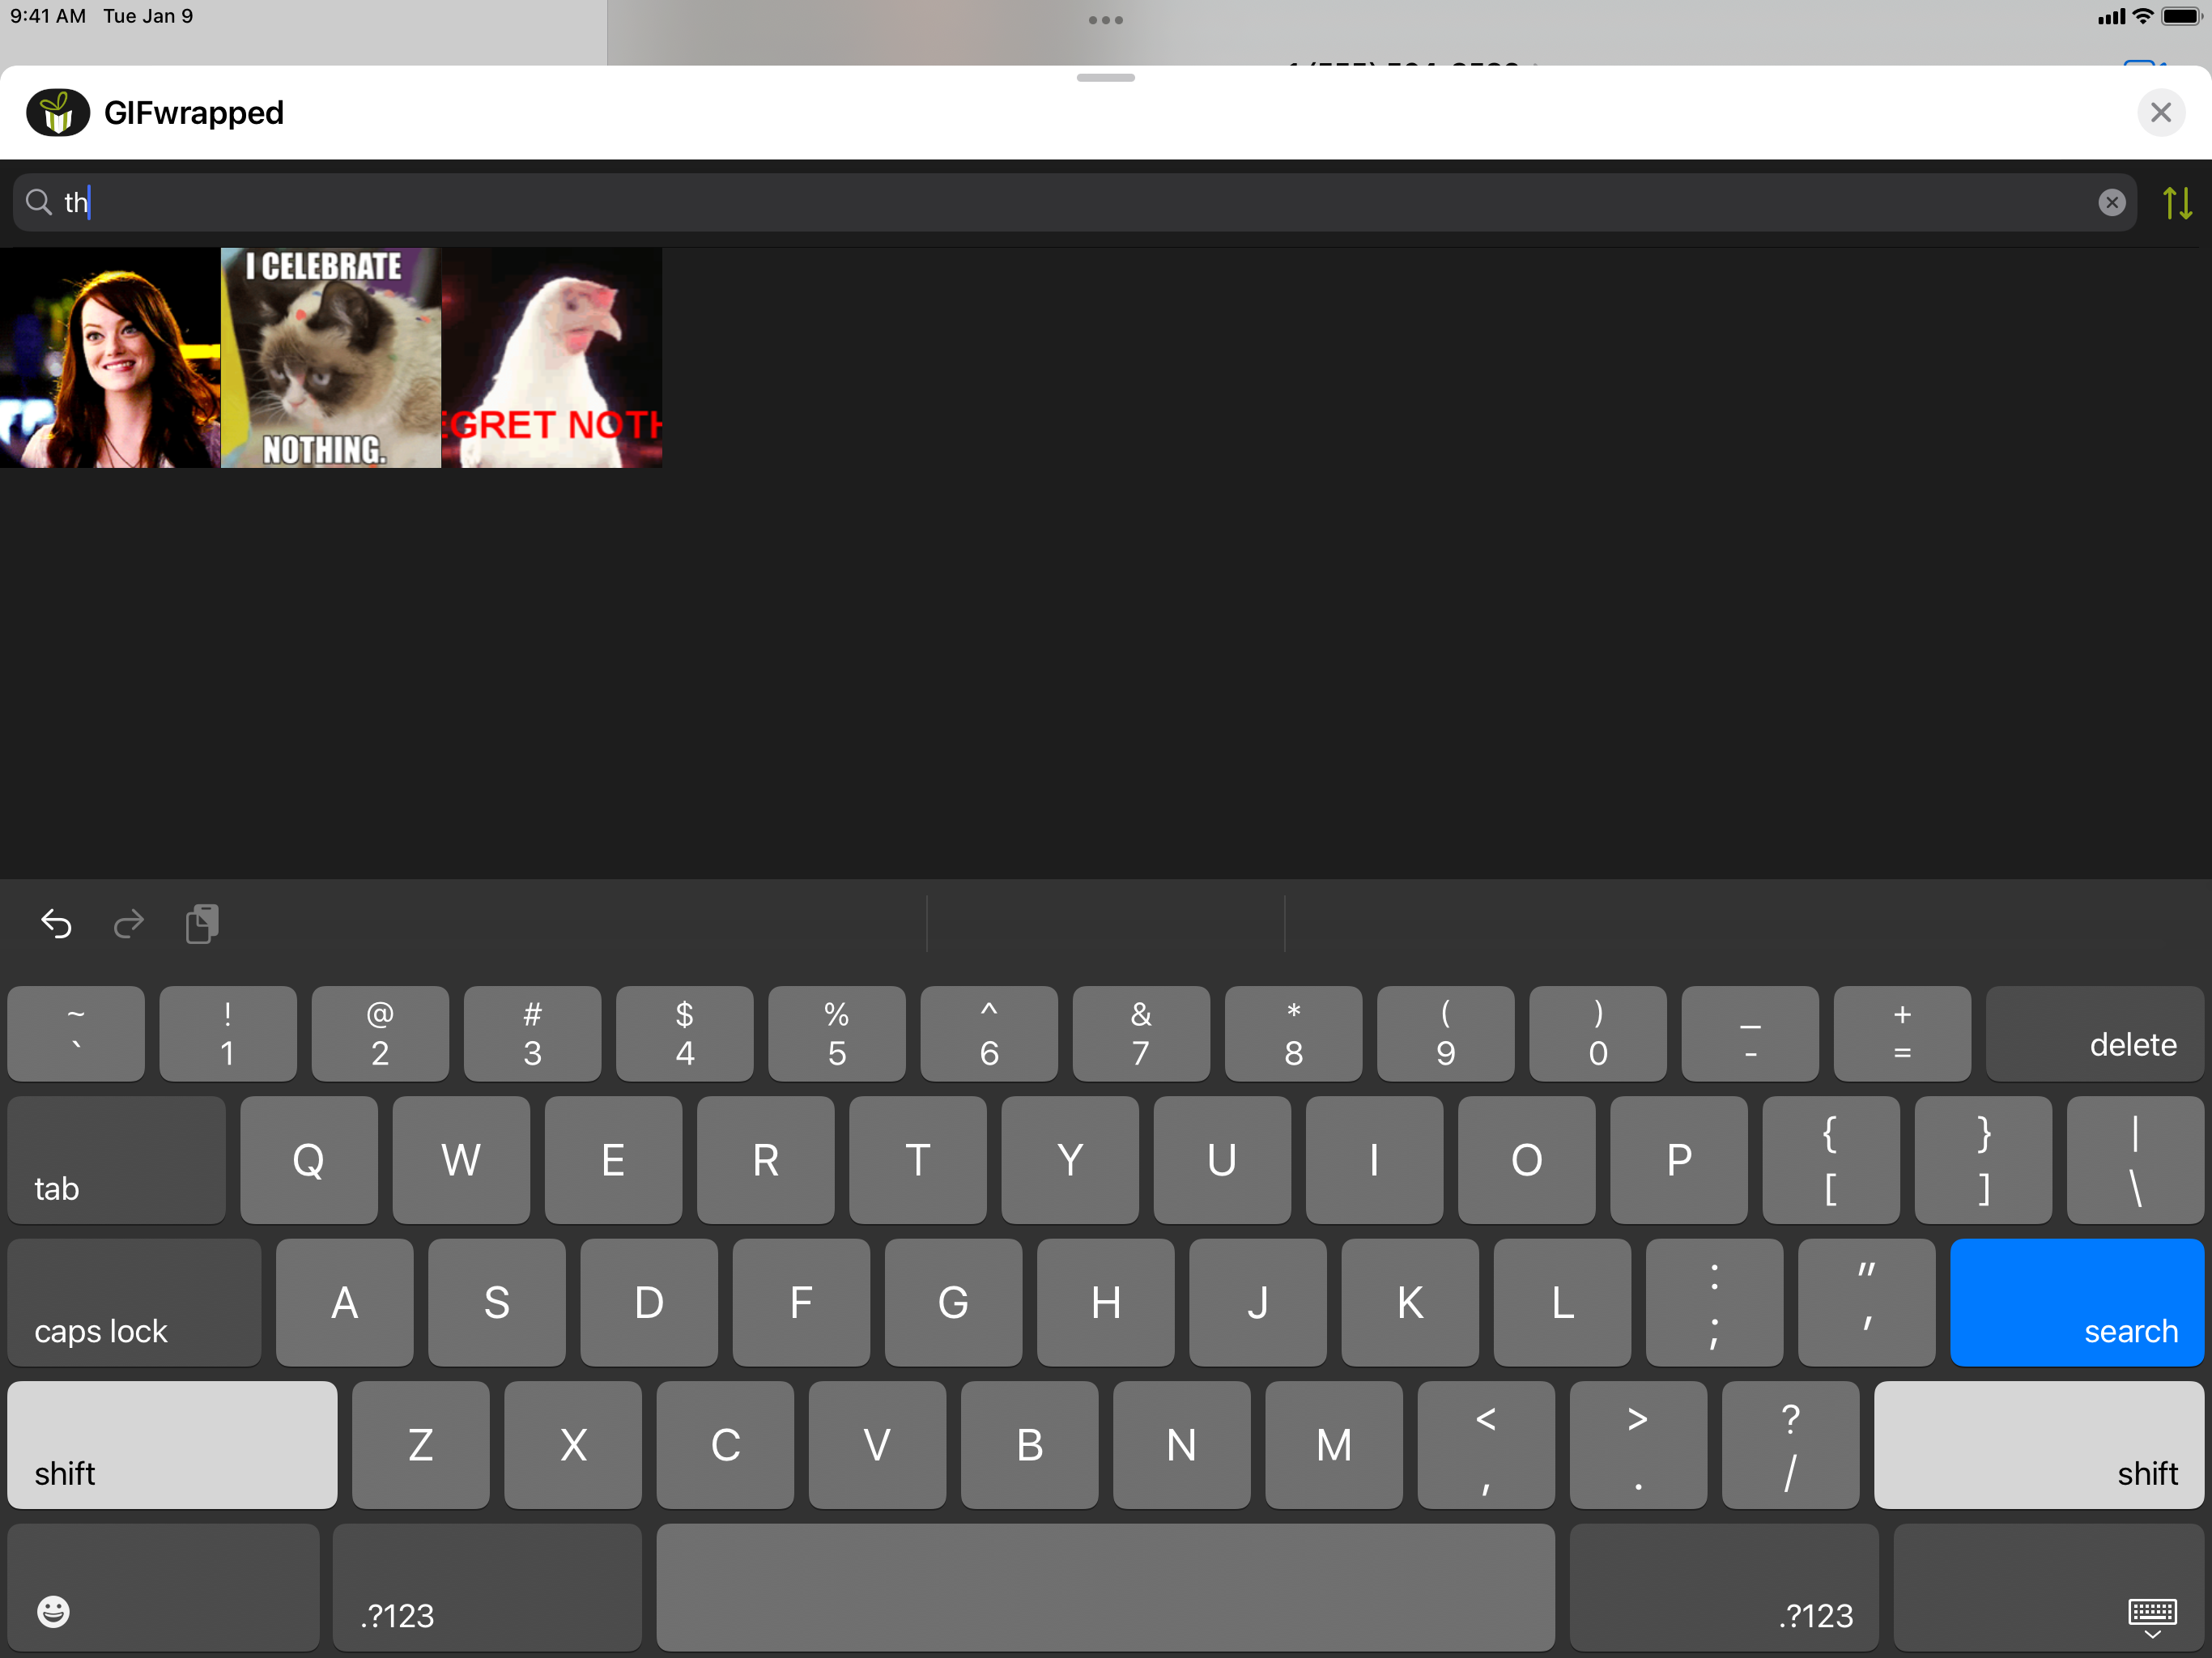 9:41 AM Tue Jan 9
GIFwrapped
th
I CELEBRATE
NOTHING.
EGRET NOTH
~ ! @ # $ % ^ & * ( ) _ +
` 1 2 3 4 5 6 7 8 9 0 - = delete
tab Q W E R T Y U I O P { } |
[ ] \
caps lock A S D F G H J K L : " search
; '
shift Z X C V B N M < > ? shift
, . /
.?123 .?123